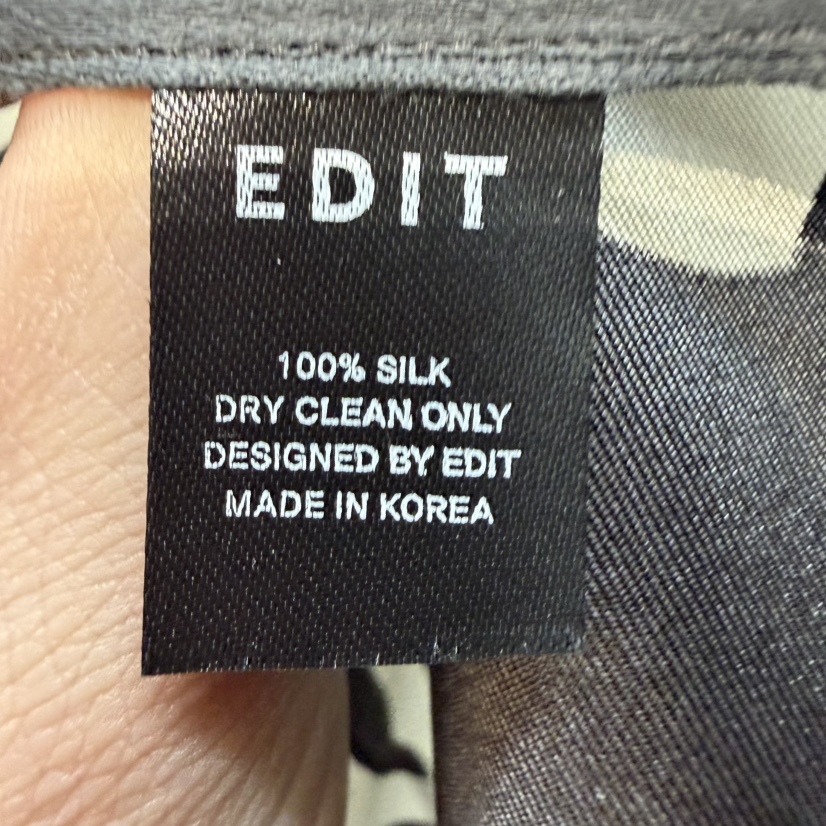 EDIT
100% SILK
DRY CLEAN ONLY
DESIGNED BY EDIT
MADE IN KOREA